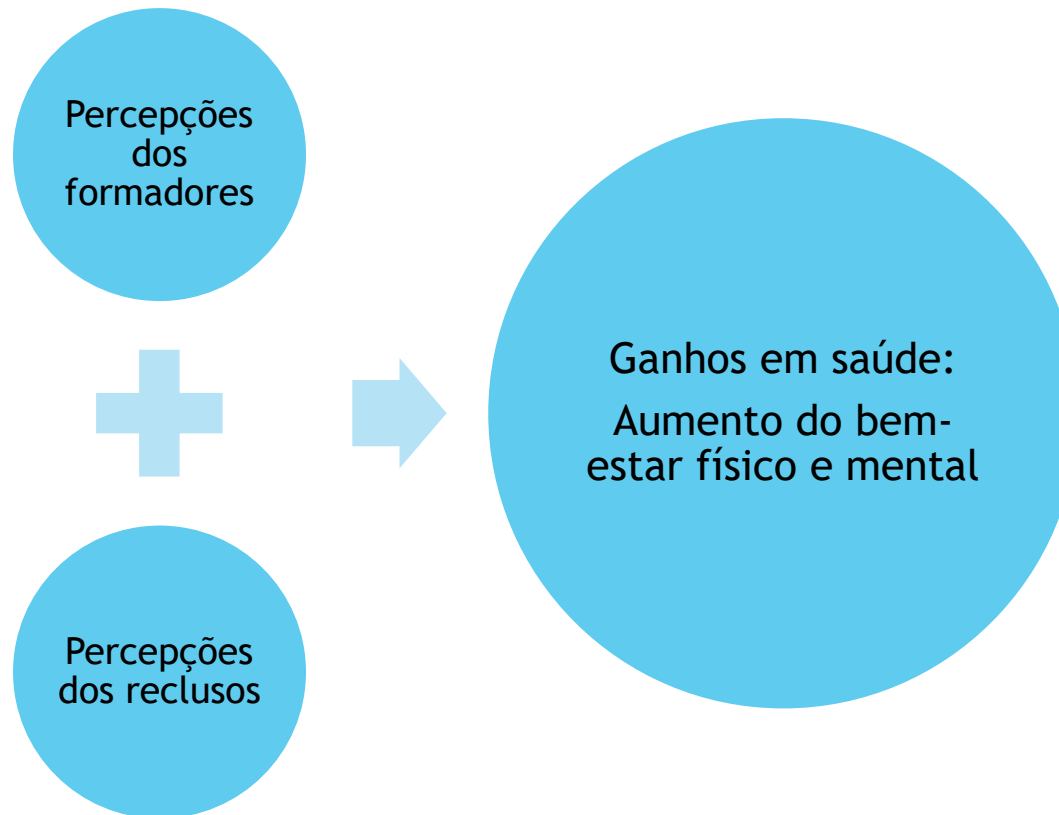 Percepções
dos
formadores
Percepções
dos reclusos
Ganhos em saúde:
Aumento do bem-
estar físico e mental